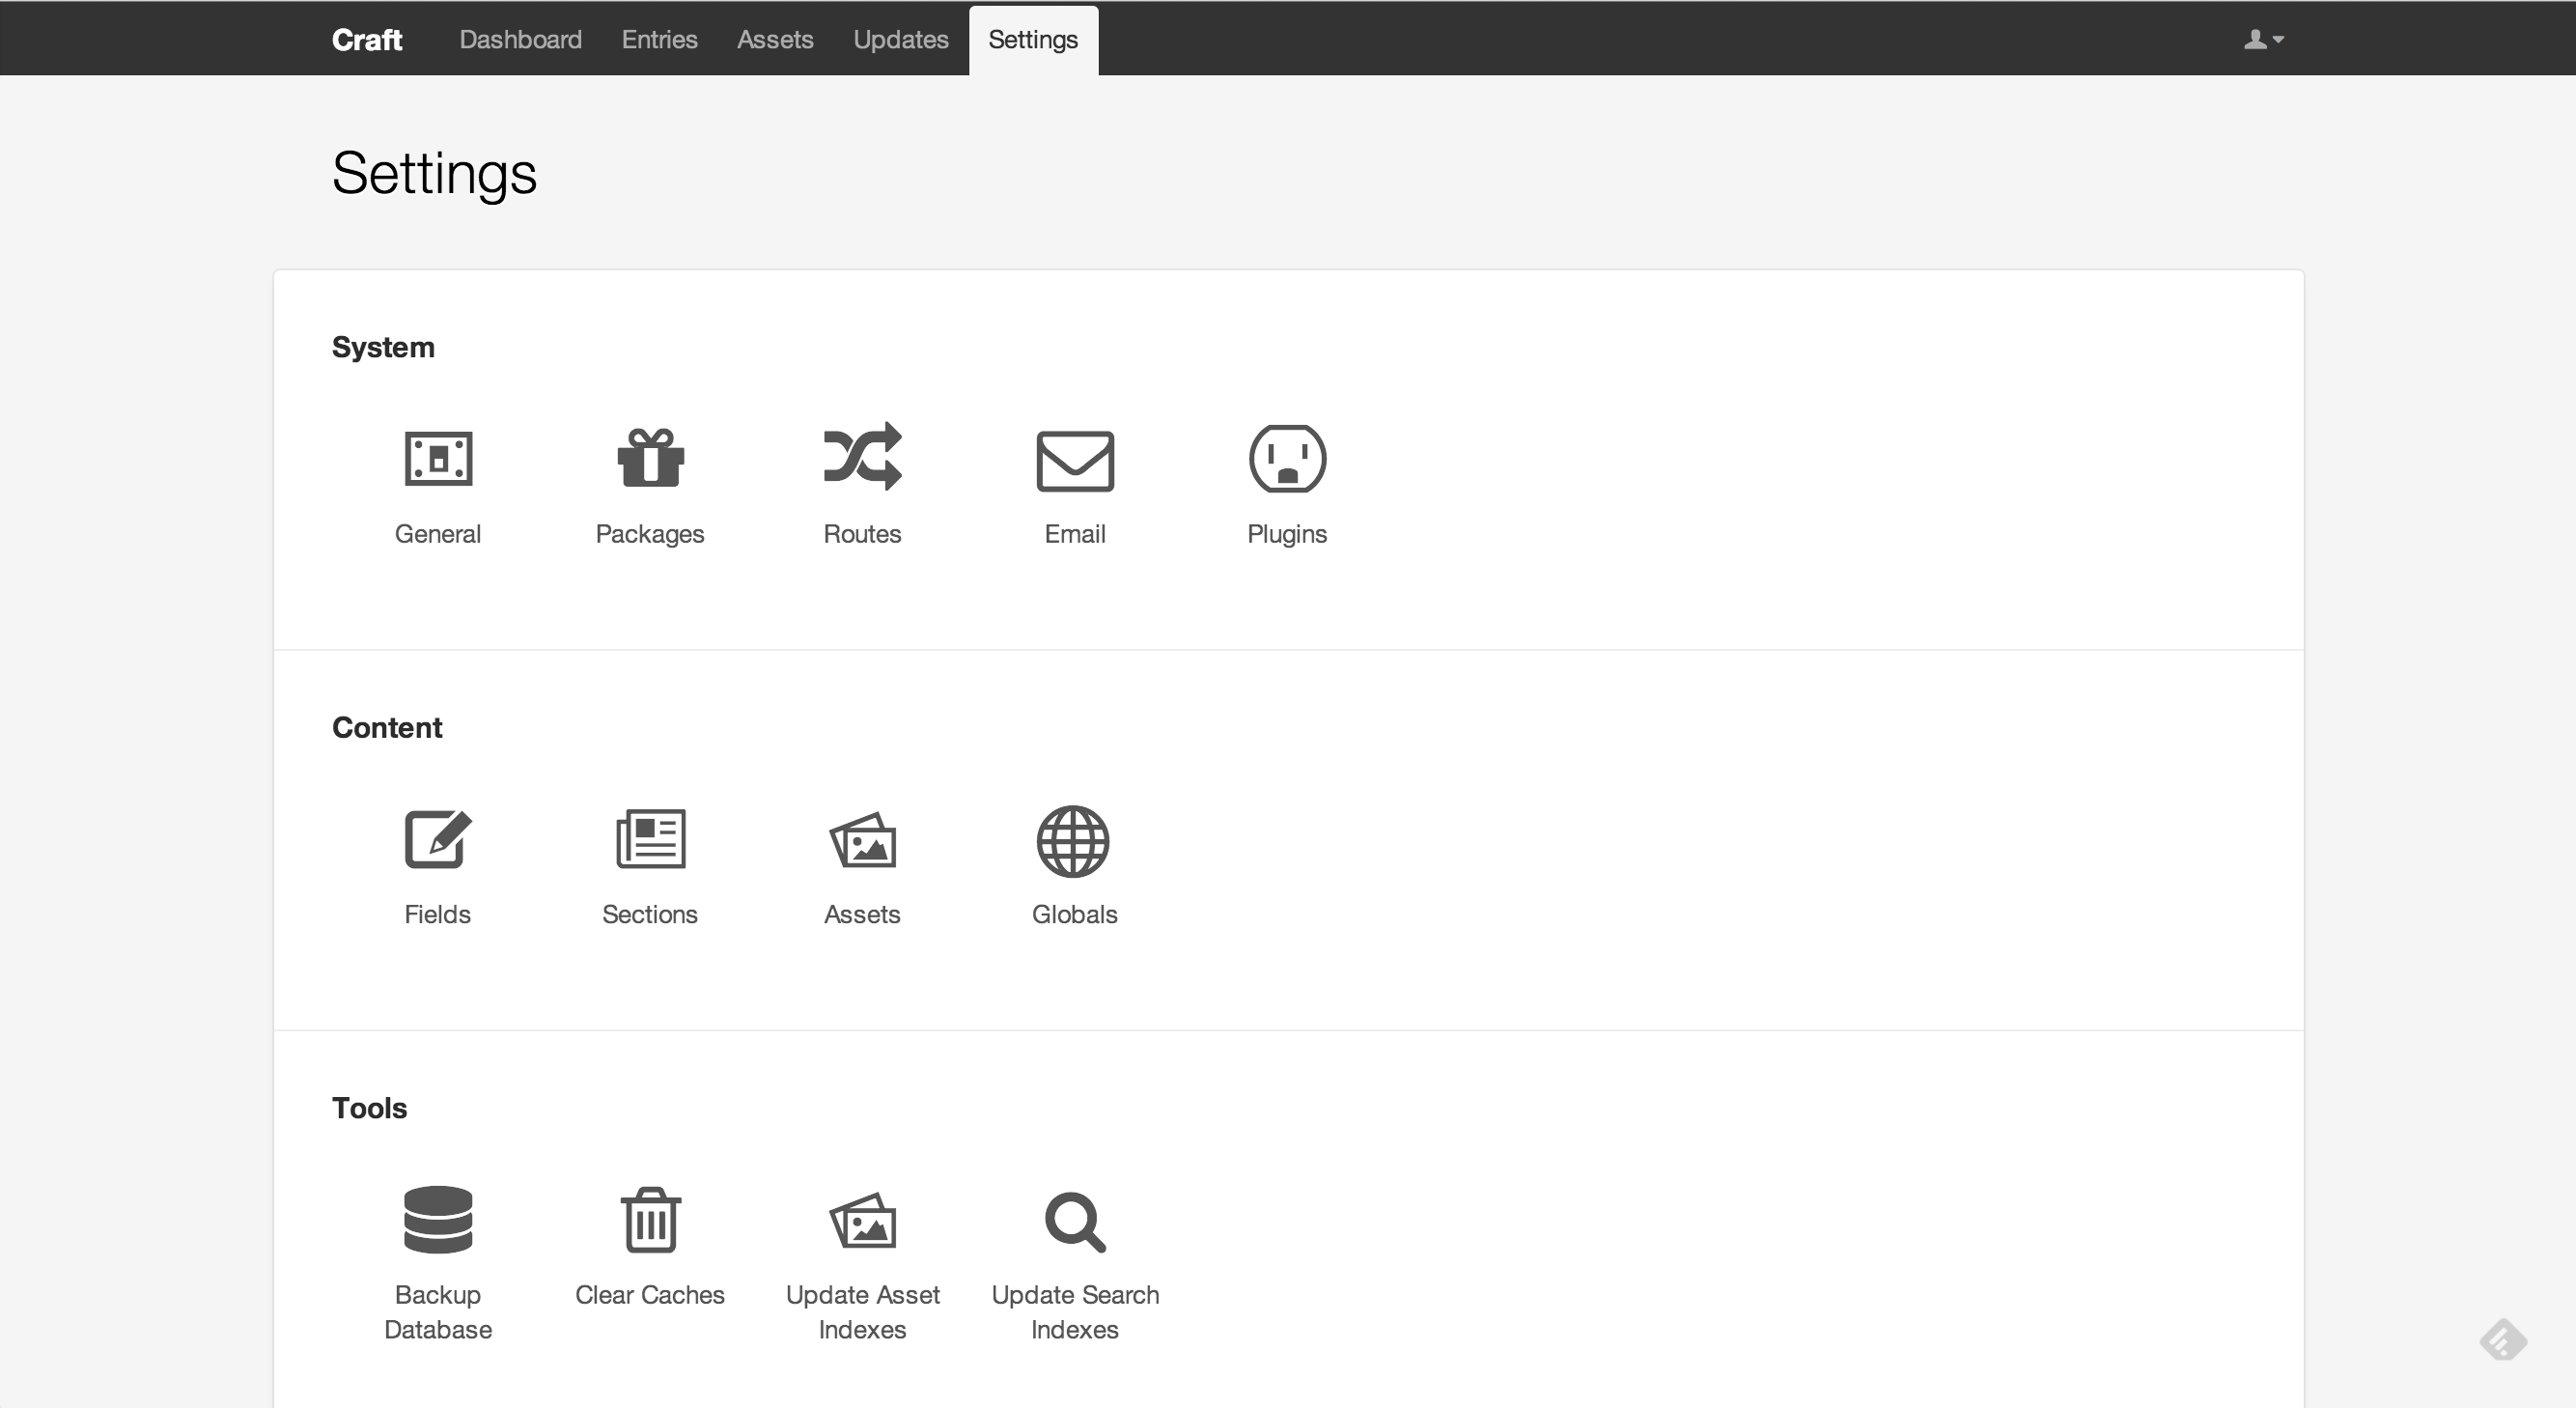 Craft Dashboard Entries Assets Updates Settings
Settings
System
General Packages Routes Email Plugins
Content
Fields Sections Assets Globals
Tools
Backup Clear Caches Update Asset Update Search
Database Indexes Indexes